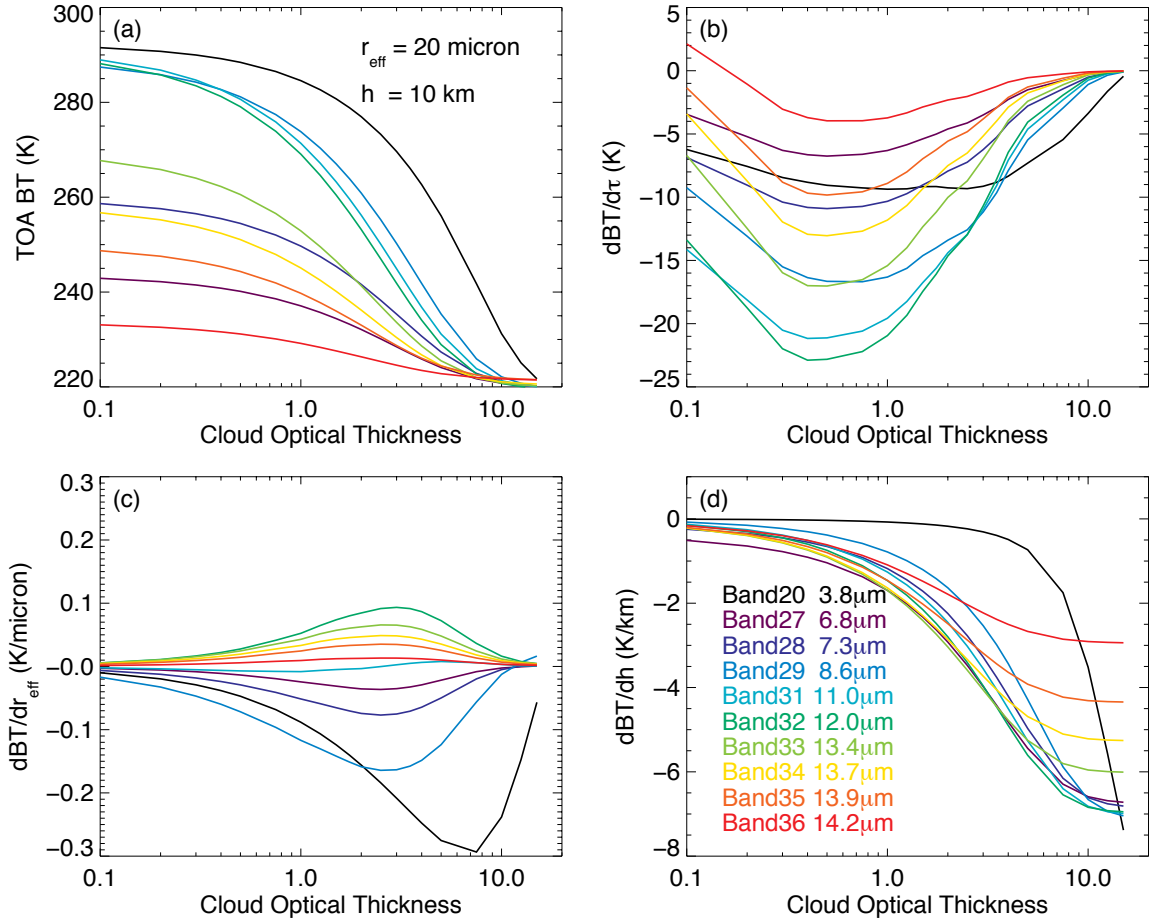 (a)
r_eff = 20 micron
h = 10 km
300
280
260
240
220
TOA BT (K)
0.1 1.0 10.0
Cloud Optical Thickness
(b)
0
−5
−10
−15
−20
−25
dBT/dτ (K)
0.1 1.0 10.0
Cloud Optical Thickness
(c)
0.3
0.2
0.1
−0.0
−0.1
−0.2
−0.3
dBT/dr_eff (K/micron)
0.1 1.0 10.0
Cloud Optical Thickness
(d)
0
−2
−4
−6
−8
dBT/dh (K/km)
Band20 3.8μm
Band27 6.8μm
Band28 7.3μm
Band29 8.6μm
Band31 11.0μm
Band32 12.0μm
Band33 13.4μm
Band34 13.7μm
Band35 13.9μm
Band36 14.2μm
0.1 1.0 10.0
Cloud Optical Thickness